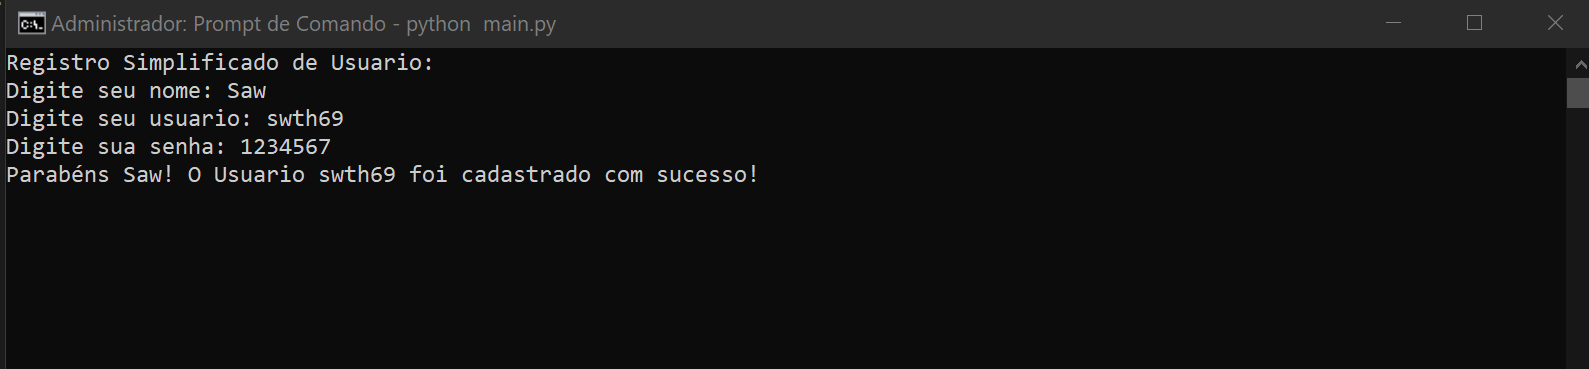 Administrador: Prompt de Comando - python  main.py
Registro Simplificado de Usuario:
Digite seu nome: Saw
Digite seu usuario: swth69
Digite sua senha: 1234567
Parabéns Saw! O Usuario swth69 foi cadastrado com sucesso!